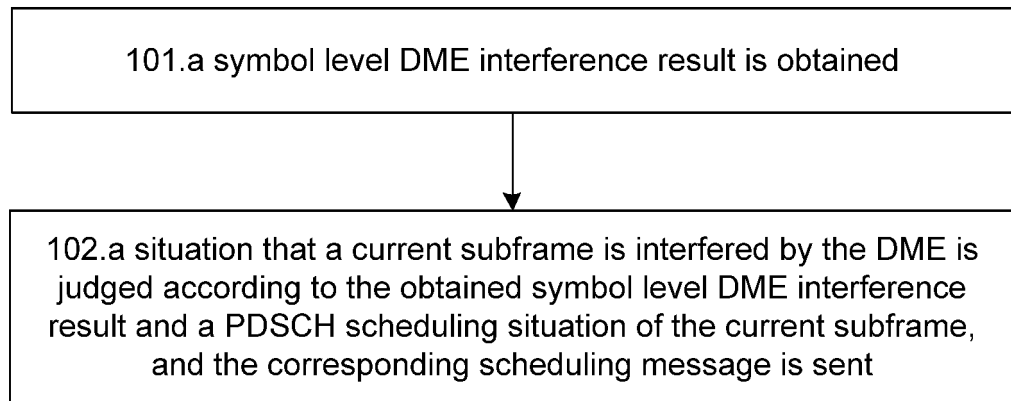 101.a symbol level DME interference result is obtained
102.a situation that a current subframe is interfered by the DME is
judged according to the obtained symbol level DME interference
result and a PDSCH scheduling situation of the current subframe,
and the corresponding scheduling message is sent